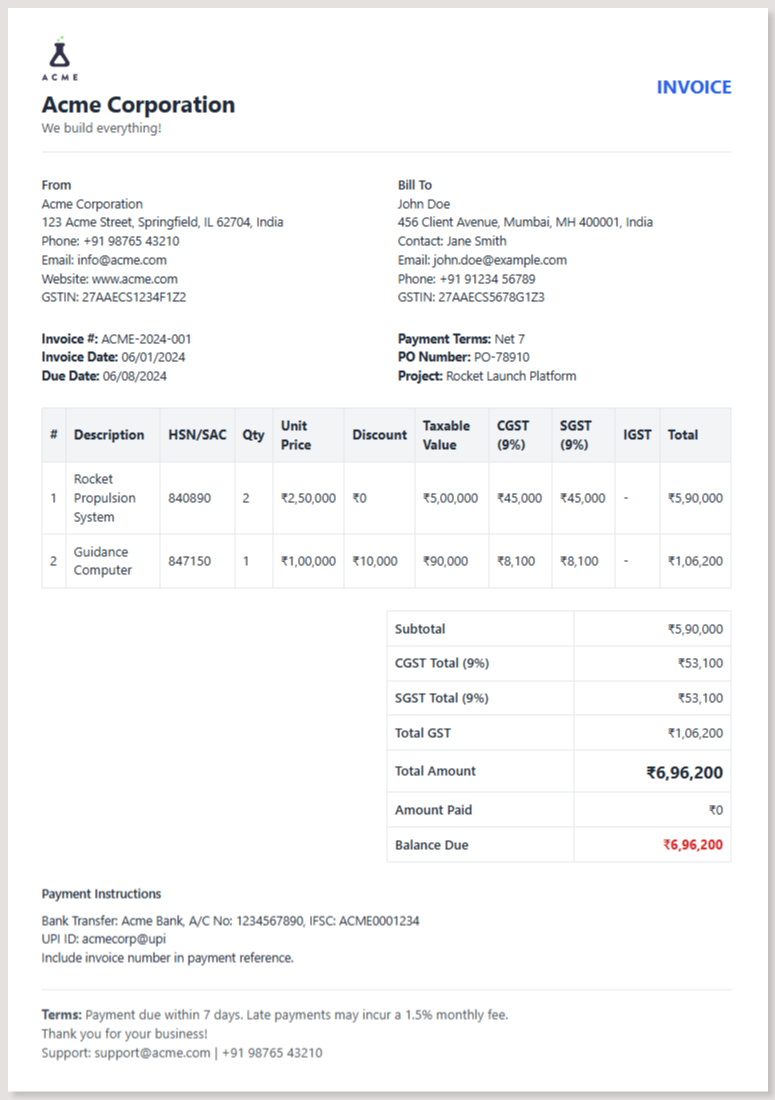 ACME
Acme Corporation
We build everything!
INVOICE
From
Acme Corporation
123 Acme Street, Springfield, IL 62704, India
Phone: +91 98765 43210
Email: info@acme.com
Website: www.acme.com
GSTIN: 27AAECS1234F1Z2
Bill To
John Doe
456 Client Avenue, Mumbai, MH 400001, India
Contact: Jane Smith
Email: john.doe@example.com
Phone: +91 91234 56789
GSTIN: 27AAECS5678G1Z3
Invoice #: ACME-2024-001
Invoice Date: 06/01/2024
Due Date: 06/08/2024
Payment Terms: Net 7
PO Number: PO-78910
Project: Rocket Launch Platform
# Description HSN/SAC Qty Unit Price Discount Taxable Value CGST (9%) SGST (9%) IGST Total
1 Rocket Propulsion System 840890 2 ₹2,50,000 ₹0 ₹5,00,000 ₹45,000 ₹45,000 - ₹5,90,000
2 Guidance Computer 847150 1 ₹1,00,000 ₹10,000 ₹90,000 ₹8,100 ₹8,100 - ₹1,06,200
Subtotal ₹5,90,000
CGST Total (9%) ₹53,100
SGST Total (9%) ₹53,100
Total GST ₹1,06,200
Total Amount ₹6,96,200
Amount Paid ₹0
Balance Due ₹6,96,200
Payment Instructions
Bank Transfer: Acme Bank, A/C No: 1234567890, IFSC: ACME0001234
UPI ID: acmecorp@upi
Include invoice number in payment reference.
Terms: Payment due within 7 days. Late payments may incur a 1.5% monthly fee.
Thank you for your business!
Support: support@acme.com | +91 98765 43210